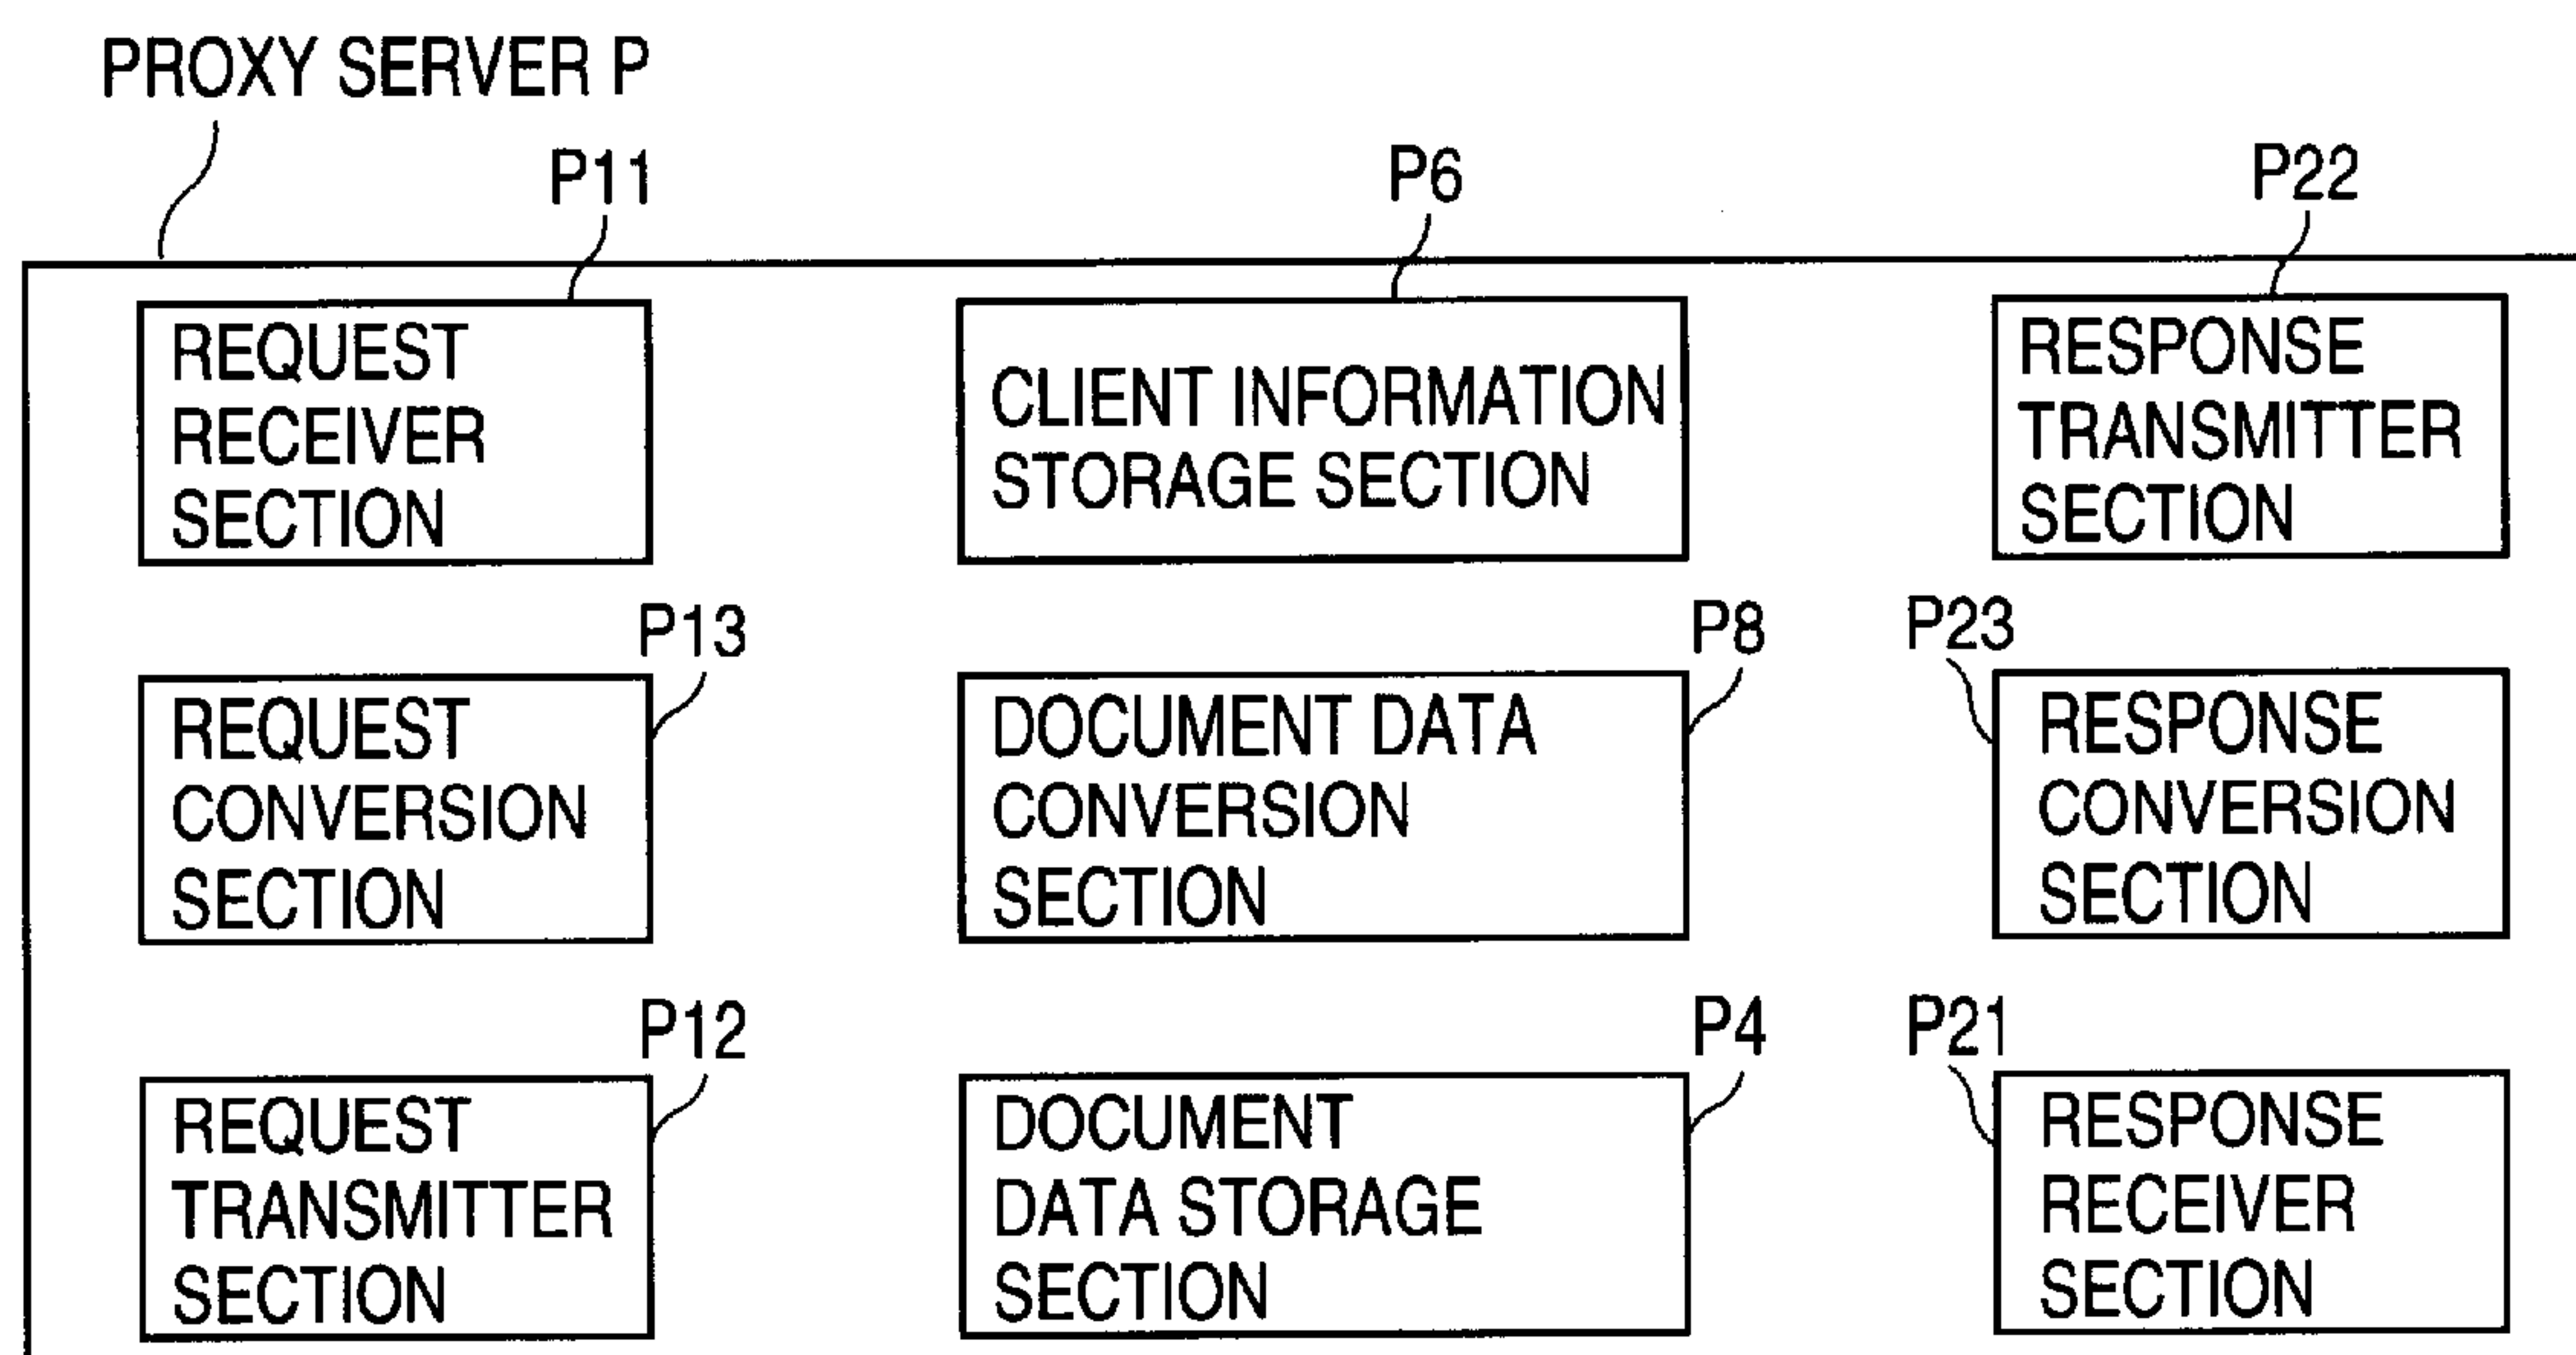 PROXY SERVER P
P11
P6
P22
REQUEST
RECEIVER
SECTION
CLIENT INFORMATION
STORAGE SECTION
RESPONSE
TRANSMITTER
SECTION
P13
P8
P23
REQUEST
CONVERSION
SECTION
DOCUMENT DATA
CONVERSION
SECTION
RESPONSE
CONVERSION
SECTION
P12
P4
P21
REQUEST
TRANSMITTER
SECTION
DOCUMENT
DATA STORAGE
SECTION
RESPONSE
RECEIVER
SECTION